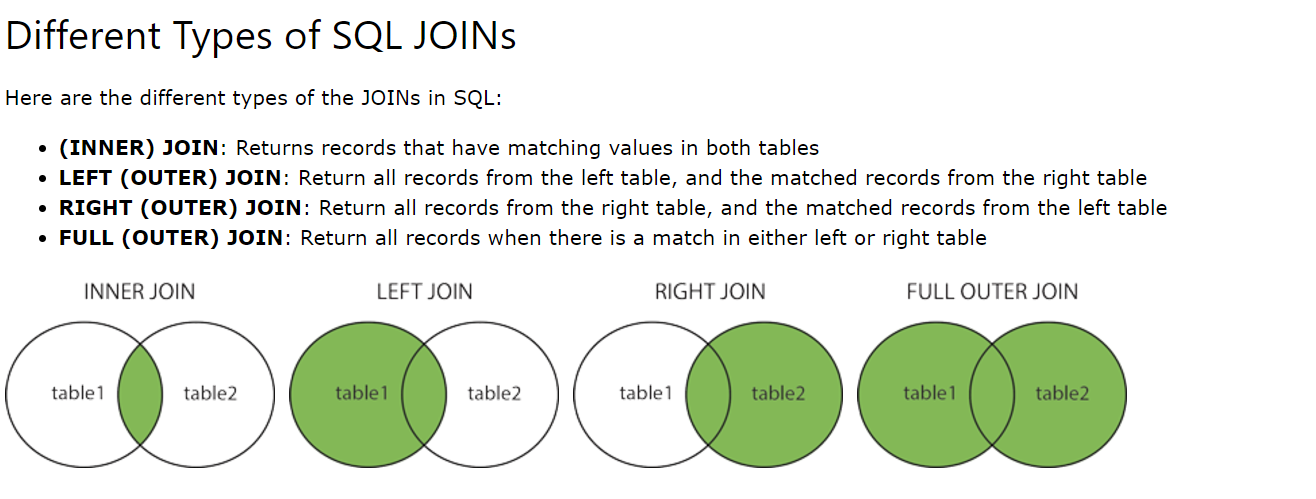 Different Types of SQL JOINs
Here are the different types of the JOINs in SQL:
• (INNER) JOIN: Returns records that have matching values in both tables
• LEFT (OUTER) JOIN: Return all records from the left table, and the matched records from the right table
• RIGHT (OUTER) JOIN: Return all records from the right table, and the matched records from the left table
• FULL (OUTER) JOIN: Return all records when there is a match in either left or right table
INNER JOIN LEFT JOIN RIGHT JOIN FULL OUTER JOIN
table1 table2 table1 table2 table1 table2 table1 table2